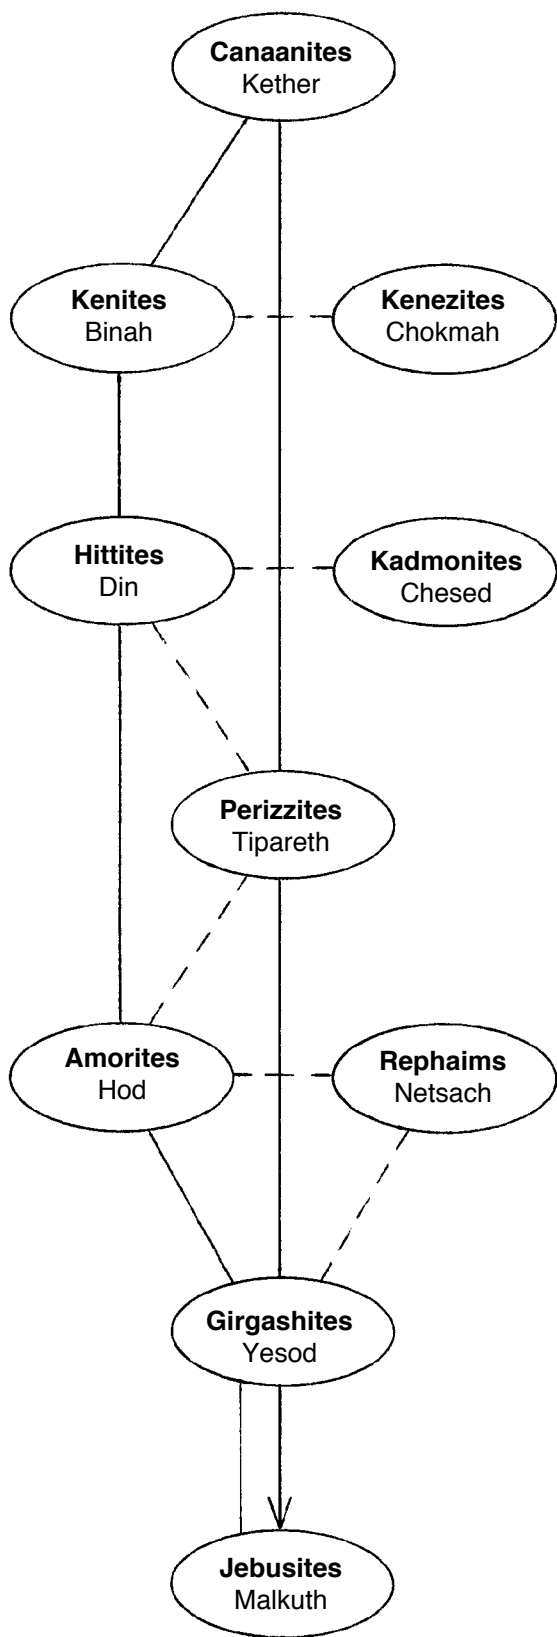 Canaanites
Kether
Kenites
Binah
Kenezites
Chokmah
Hittites
Din
Kadmonites
Chesed
Perizzites
Tipareth
Amorites
Hod
Rephaims
Netsach
Girgashites
Yesod
Jebusites
Malkuth